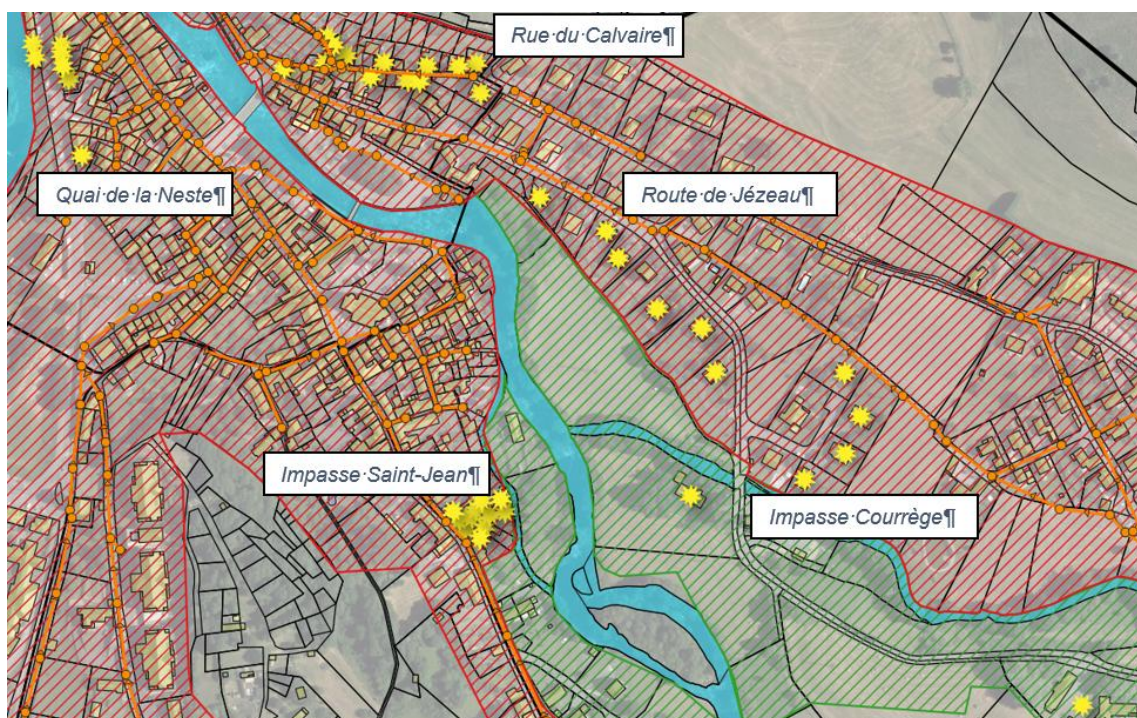 Rue·du·Calvaire¶
Quai·de·la·Neste¶
Route·de·Jézeau¶
Impasse·Saint-Jean¶
Impasse·Courrège¶